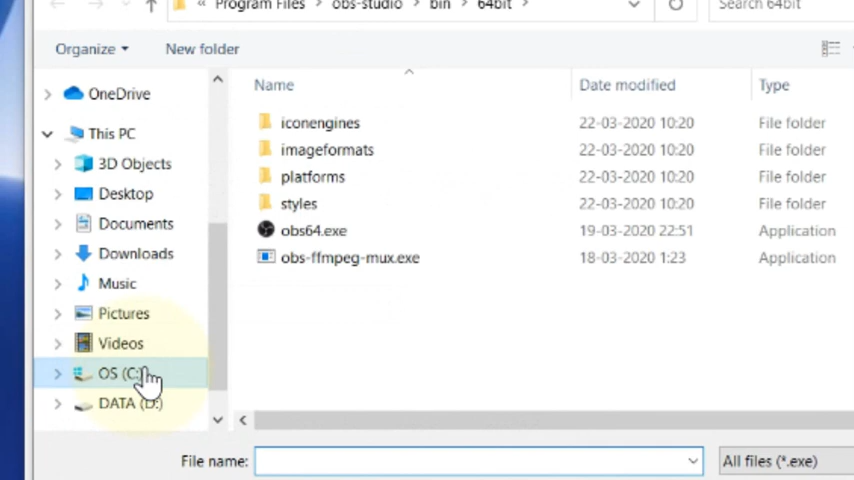 « Program Files › obs-studio › bin › 64bit › Search 64bit
Organize New folder
Name Date modified Type
OneDrive
This PC
3D Objects
Desktop
Documents
Downloads
Music
Pictures
Videos
OS (C:)
DATA (D:)
iconengines 22-03-2020 10:20 File folder
imageformats 22-03-2020 10:20 File folder
platforms 22-03-2020 10:20 File folder
styles 22-03-2020 10:20 File folder
obs64.exe 19-03-2020 22:51 Application
obs-ffmpeg-mux.exe 18-03-2020 1:23 Application
File name: All files (*.exe)